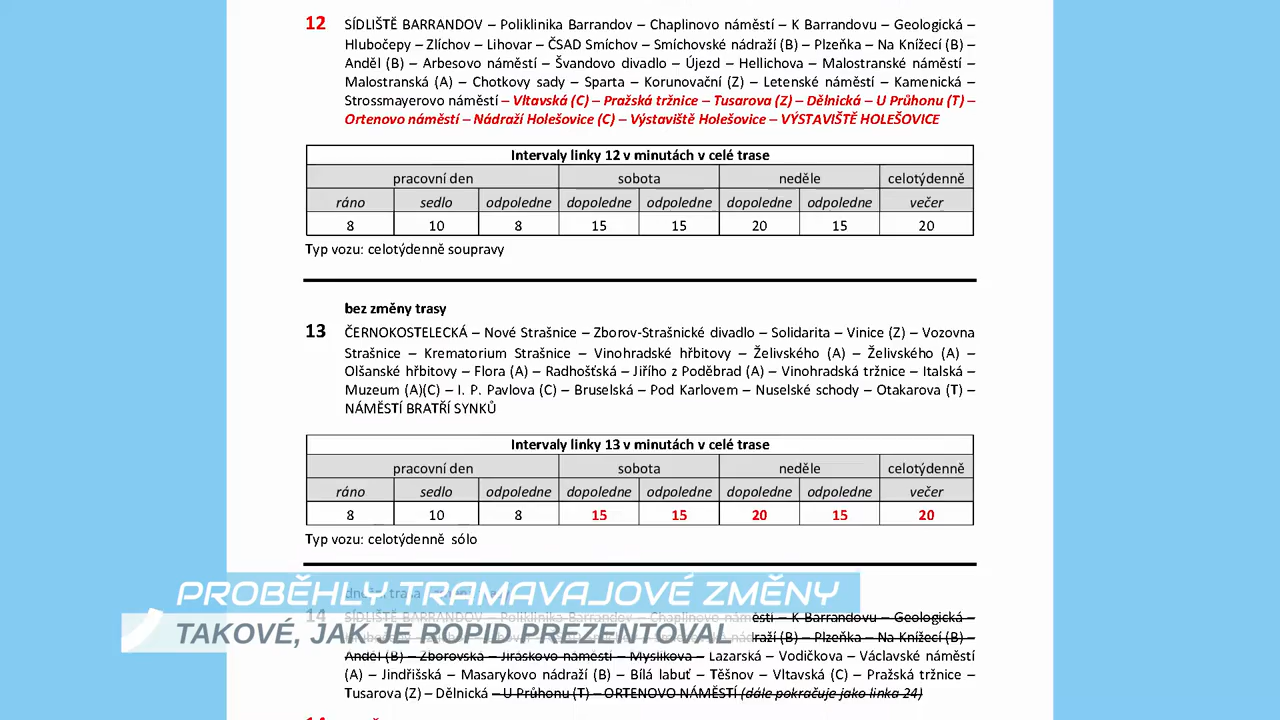 12 SÍDLIŠTĚ BARRANDOV – Poliklinika Barrandov – Chaplinovo náměstí – K Barrandovu – Geologická –
Hlubočepy – Zlíchov – Lihovar – ČSAD Smíchov – Smíchovské nádraží (B) – Plzeňka – Na Knížecí (B) –
Anděl (B) – Arbesovo náměstí – Švandovo divadlo – Újezd – Hellichova – Malostranské náměstí –
Malostranská (A) – Chotkovy sady – Sparta – Korunovační (Z) – Letenské náměstí – Kamenická –
Strossmayerovo náměstí – Vltavská (C) – Pražská tržnice – Tusarova (Z) – Dělnická – U Průhonu (T) –
Ortenovo náměstí – Nádraží Holešovice (C) – Výstaviště Holešovice – VÝSTAVIŠTĚ HOLEŠOVICE
Intervaly linky 12 v minutách v celé trase
pracovní den sobota neděle celotýdenně
ráno sedlo odpoledne dopoledne odpoledne dopoledne odpoledne večer
8 10 8 15 15 20 15 20
Typ vozu: celotýdenně soupravy
bez změny trasy
13 ČERNOKOSTELECKÁ – Nové Strašnice – Zborov-Strašnické divadlo – Solidarita – Vinice (Z) – Vozovna
Strašnice – Krematorium Strašnice – Vinohradské hřbitovy – Želivského (A) – Želivského (A) –
Olšanské hřbitovy – Flora (A) – Radhošťská – Jiřího z Poděbrad (A) – Vinohradská tržnice – Italská –
Muzeum (A)(C) – I. P. Pavlova (C) – Bruselská – Pod Karlovem – Nuselské schody – Otakarova (T) –
NÁMĚSTÍ BRATŘÍ SYNKŮ
Intervaly linky 13 v minutách v celé trase
pracovní den sobota neděle celotýdenně
ráno sedlo odpoledne dopoledne odpoledne dopoledne odpoledne večer
8 10 8 15 15 20 15 20
Typ vozu: celotýdenně sólo
PROBĚHLY TRAMAVAJOVÉ ZMĚNY
14 SÍDLIŠTĚ BARRANDOV – Poliklinika Barrandov – Chaplinovo náměstí – K Barrandovu – Geologická –
TAKOVÉ, JAK JE ROPID PREZENTOVAL
nádraží (B) – Plzeňka – Na Knížecí (B) –
Anděl (B) – Zborovská – Jiráskovo náměstí – Myslíkova – Lazarská – Vodičkova – Václavské náměstí
(A) – Jindřišská – Masarykovo nádraží (B) – Bílá labuť – Těšnov – Vltavská (C) – Pražská tržnice –
Tusarova (Z) – Dělnická – U Průhonu (T) – ORTENOVO NÁMĚSTÍ (dále pokračuje jako linka 24)